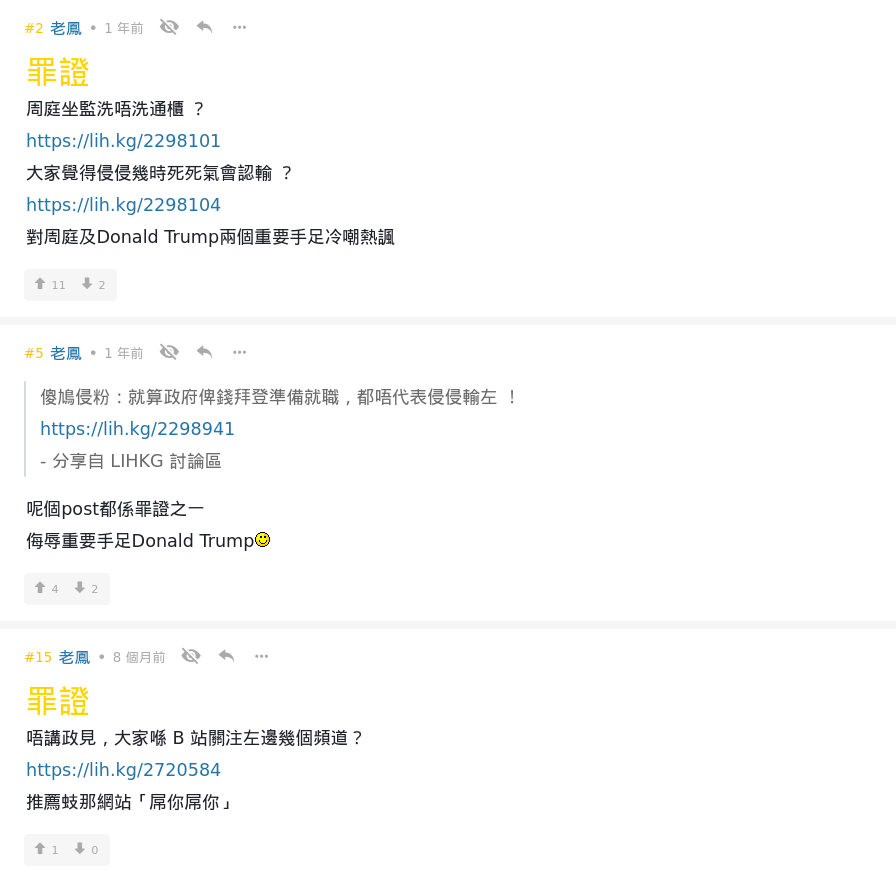 #2 老鳳 • 1 年前
罪證
周庭坐監洗唔洗通櫃 ？
https://lih.kg/2298101
大家覺得侵侵幾時死死氣會認輸 ？
https://lih.kg/2298104
對周庭及Donald Trump兩個重要手足冷嘲熱諷
11 2
#5 老鳳 • 1 年前
傻鳩侵粉：就算政府俾錢拜登準備就職，都唔代表侵侵輸左 ！
https://lih.kg/2298941
- 分享自 LIHKG 討論區
呢個post都係罪證之一
侮辱重要手足Donald Trump
4 2
#15 老鳳 • 8 個月前
罪證
唔講政見，大家喺 B 站關注左邊幾個頻道？
https://lih.kg/2720584
推薦蚑那網站「屌你屌你」
1 0